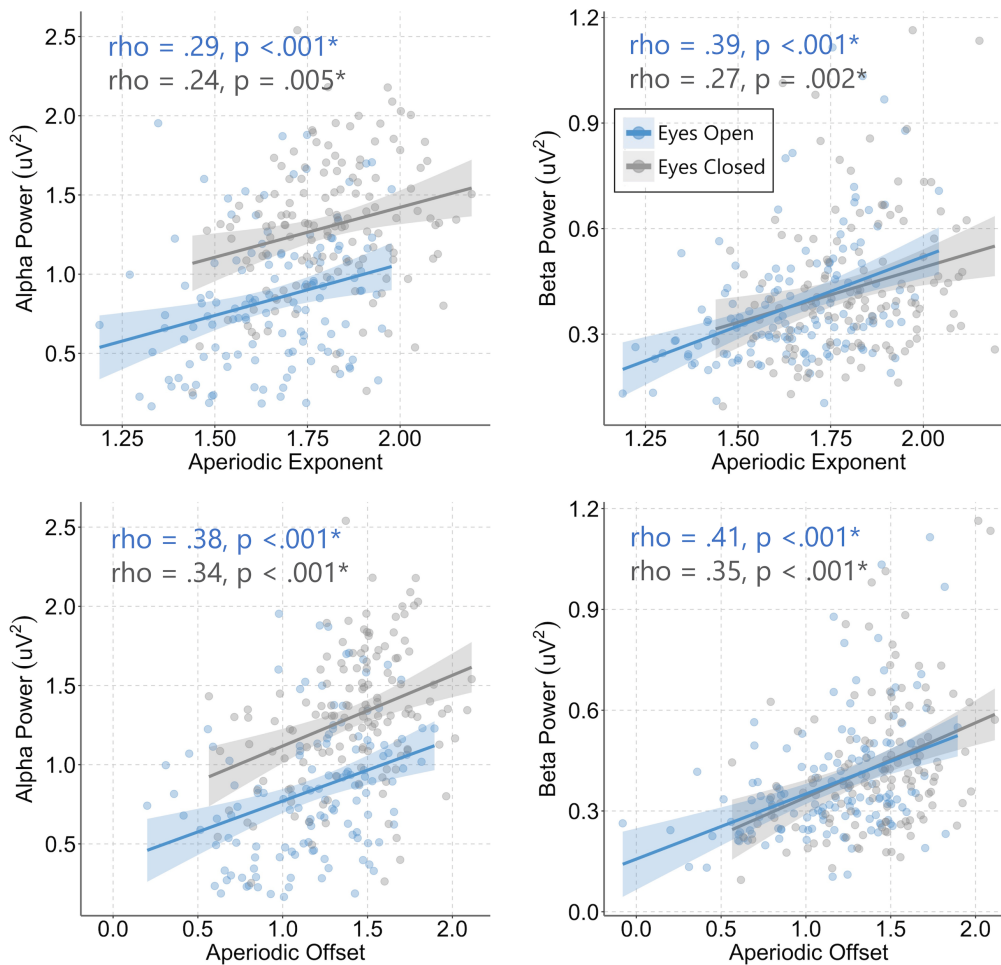 rho = .29, p <.001*
rho = .24, p = .005*
2.5
2.0
1.5
1.0
0.5
Alpha Power (uV²)
1.25 1.50 1.75 2.00
Aperiodic Exponent
rho = .39, p <.001*
rho = .27, p = .002*
Eyes Open
Eyes Closed
1.2
0.9
0.6
0.3
Beta Power (uV²)
1.25 1.50 1.75 2.00
Aperiodic Exponent
rho = .38, p <.001*
rho = .34, p < .001*
2.5
2.0
1.5
1.0
0.5
Alpha Power (uV²)
0.0 0.5 1.0 1.5 2.0
Aperiodic Offset
rho = .41, p <.001*
rho = .35, p < .001*
1.2
0.9
0.6
0.3
0.0
Beta Power (uV²)
0.0 0.5 1.0 1.5 2.0
Aperiodic Offset